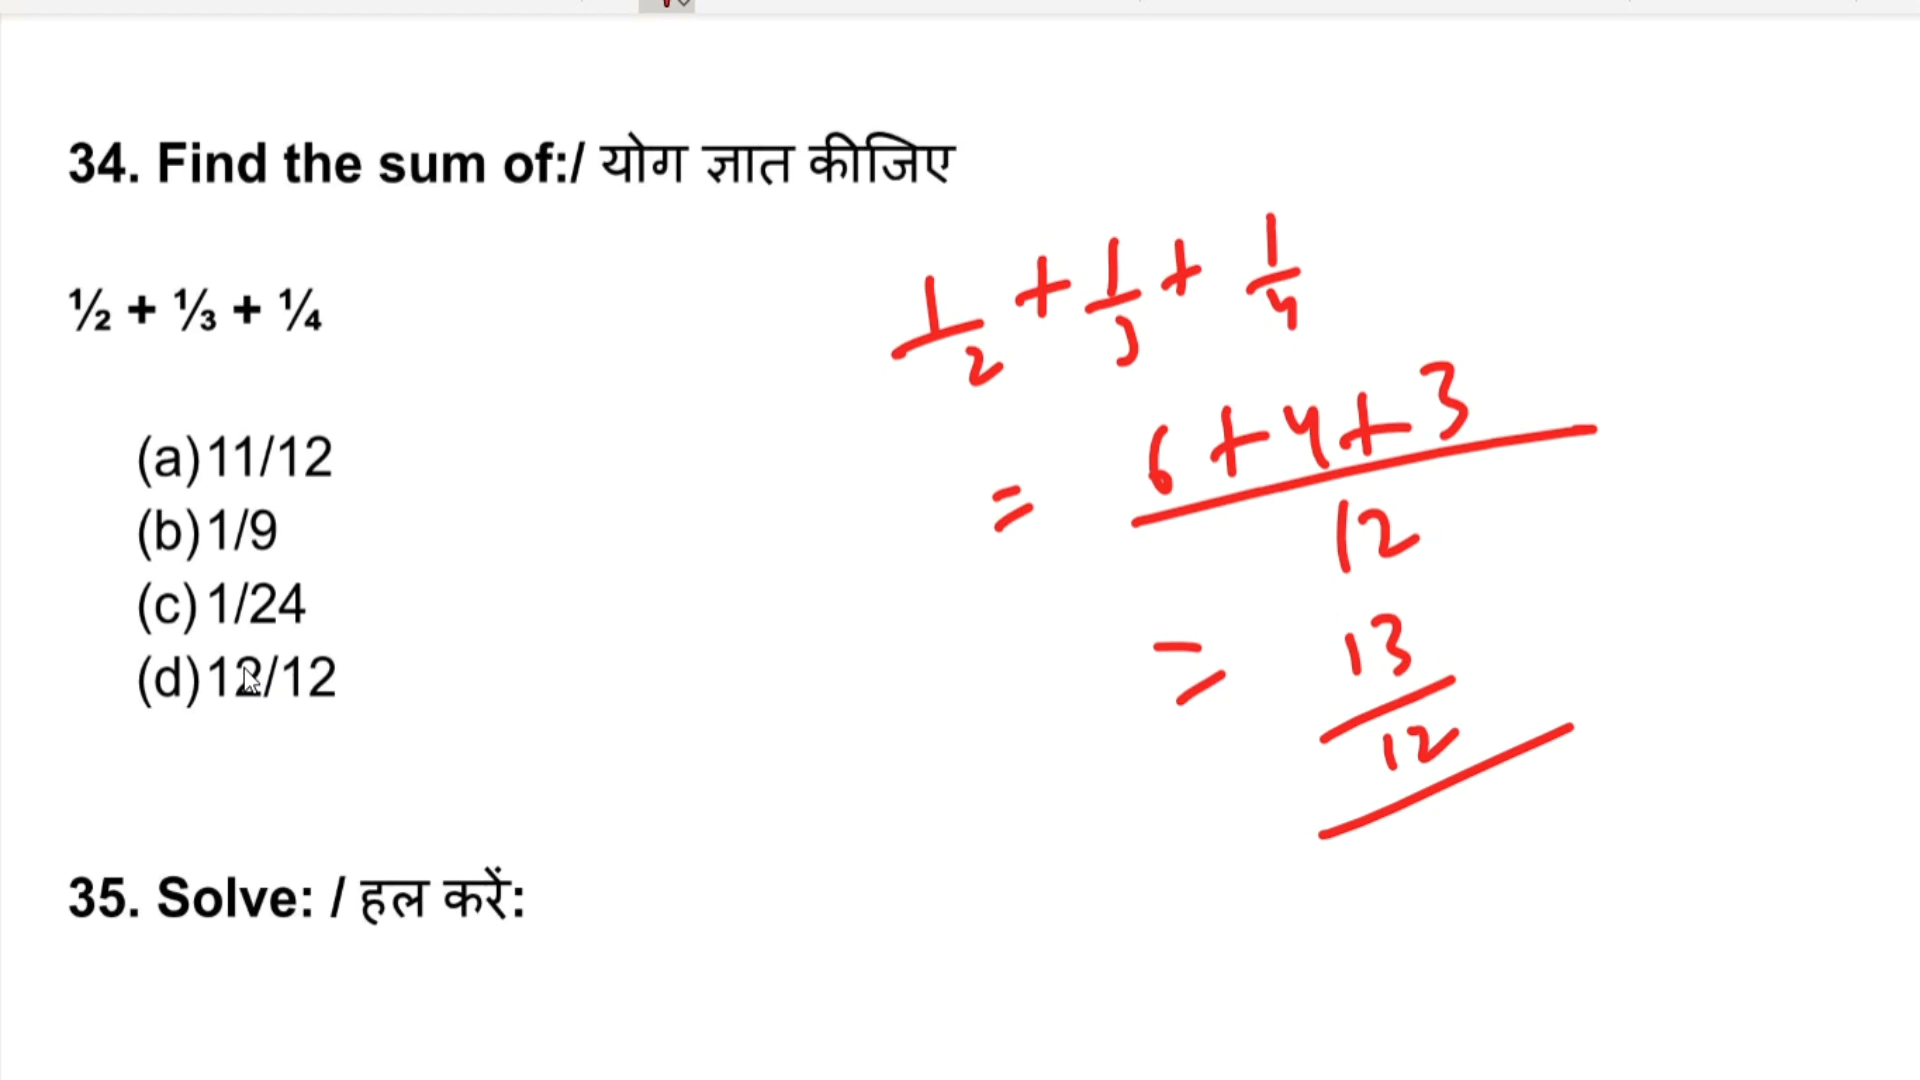 34. Find the sum of:/ योग ज्ञात कीजिए
½ + ⅓ + ¼
(a) 11/12
(b) 1/9
(c) 1/24
(d) /12
1/2 + 1/3 + 1/4
= 6+4+3/12
= 13/12
35. Solve: / हल करें: